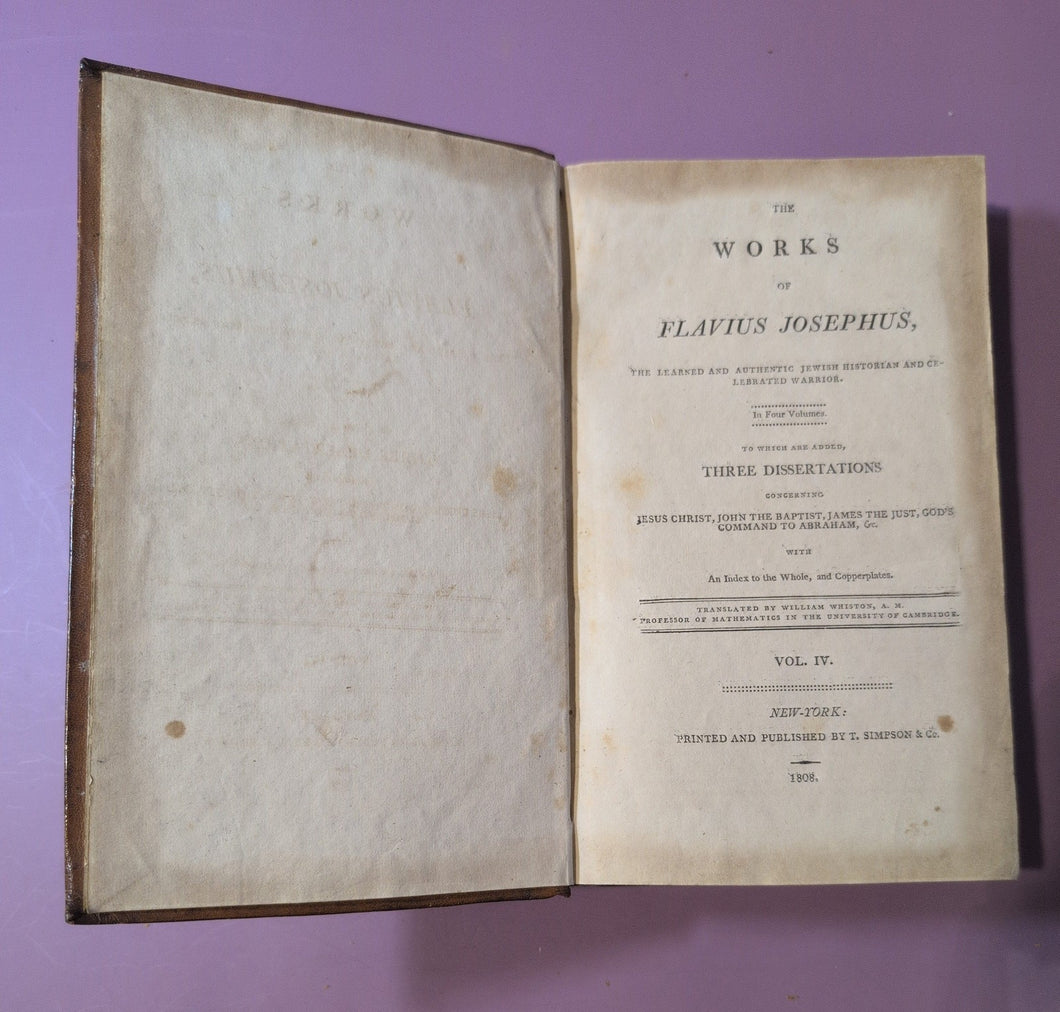 THE
WORKS
OF
FLAVIUS JOSEPHUS,
THE LEARNED AND AUTHENTIC JEWISH HISTORIAN AND CE-
LEBRATED WARRIOR.
In Four Volumes.
TO WHICH ARE ADDED,
THREE DISSERTATIONS
CONCERNING
JESUS CHRIST, JOHN THE BAPTIST, JAMES THE JUST, GOD'S
COMMAND TO ABRAHAM, &c.
WITH
An Index to the Whole, and Copperplates.
TRANSLATED BY WILLIAM WHISTON, A. M.
PROFESSOR OF MATHEMATICS IN THE UNIVERSITY OF CAMBRIDGE.
VOL. IV.
NEW-YORK:
PRINTED AND PUBLISHED BY T. SIMPSON & Co.
1808.